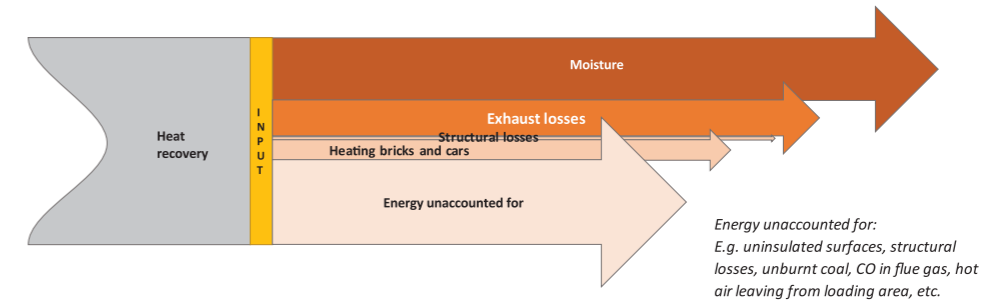 Moisture
Exhaust losses
Structural losses
Heating bricks and cars
Heat
recovery
INPUT
Energy unaccounted for
Energy unaccounted for:
E.g. uninsulated surfaces, structural
losses, unburnt coal, CO in flue gas, hot
air leaving from loading area, etc.